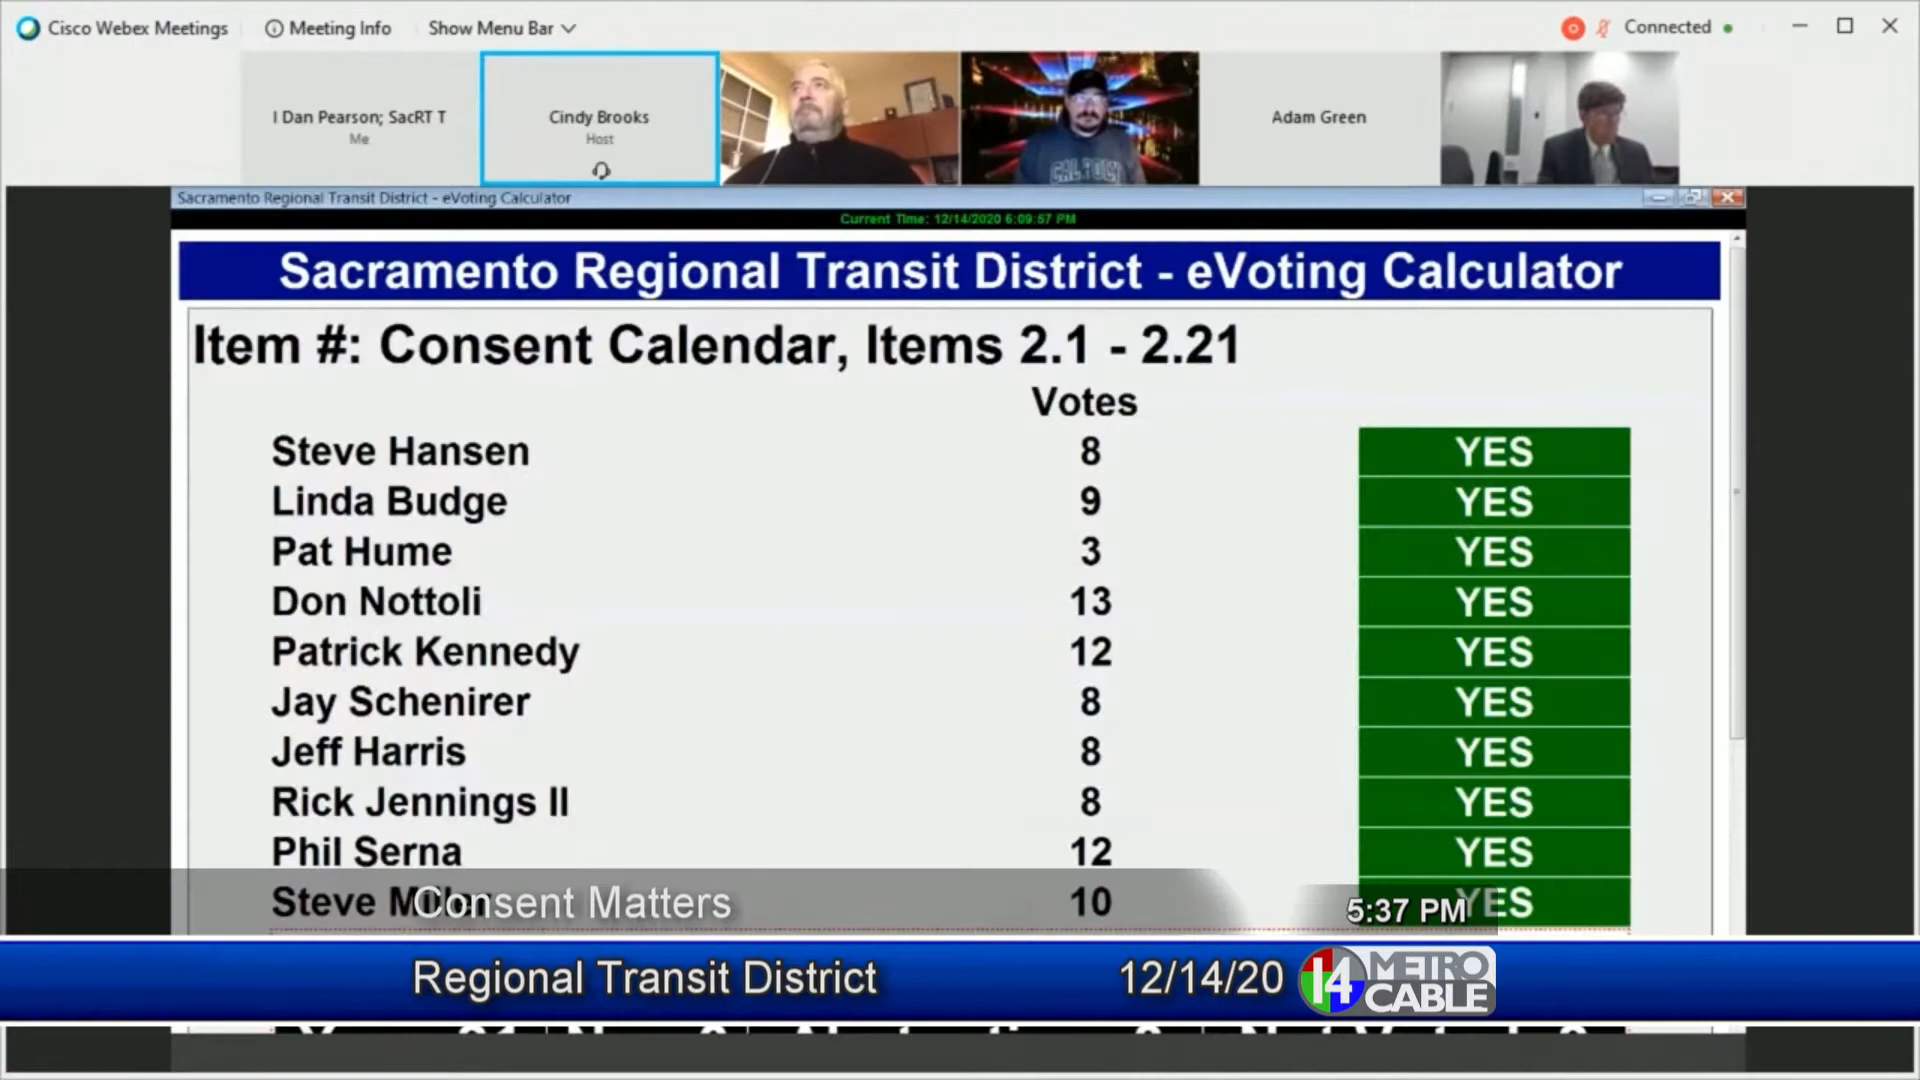 Cisco Webex Meetings
Meeting Info
Show Menu Bar
Connected
I Dan Pearson; SacRT T
Me
Cindy Brooks
Host
CAL POLY
Adam Green
Sacramento Regional Transit District - eVoting Calculator
Current Time: 12/14/2020 6:09:57 PM
Sacramento Regional Transit District - eVoting Calculator
Item #: Consent Calendar, Items 2.1 - 2.21
Votes
Steve Hansen 8 YES
Linda Budge 9 YES
Pat Hume 3 YES
Don Nottoli 13 YES
Patrick Kennedy 12 YES
Jay Schenirer 8 YES
Jeff Harris 8 YES
Rick Jennings II 8 YES
Phil Serna 12 YES
Steve Miller 10 YES
Consent Matters
5:37 PM
Regional Transit District 12/14/20
14 METRO CABLE